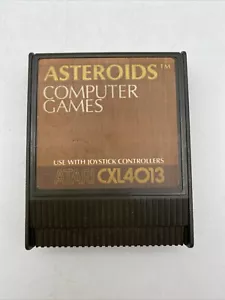 ASTEROIDS™
COMPUTER
GAMES
USE WITH JOYSTICK CONTROLLERS
ATARI CXL4013